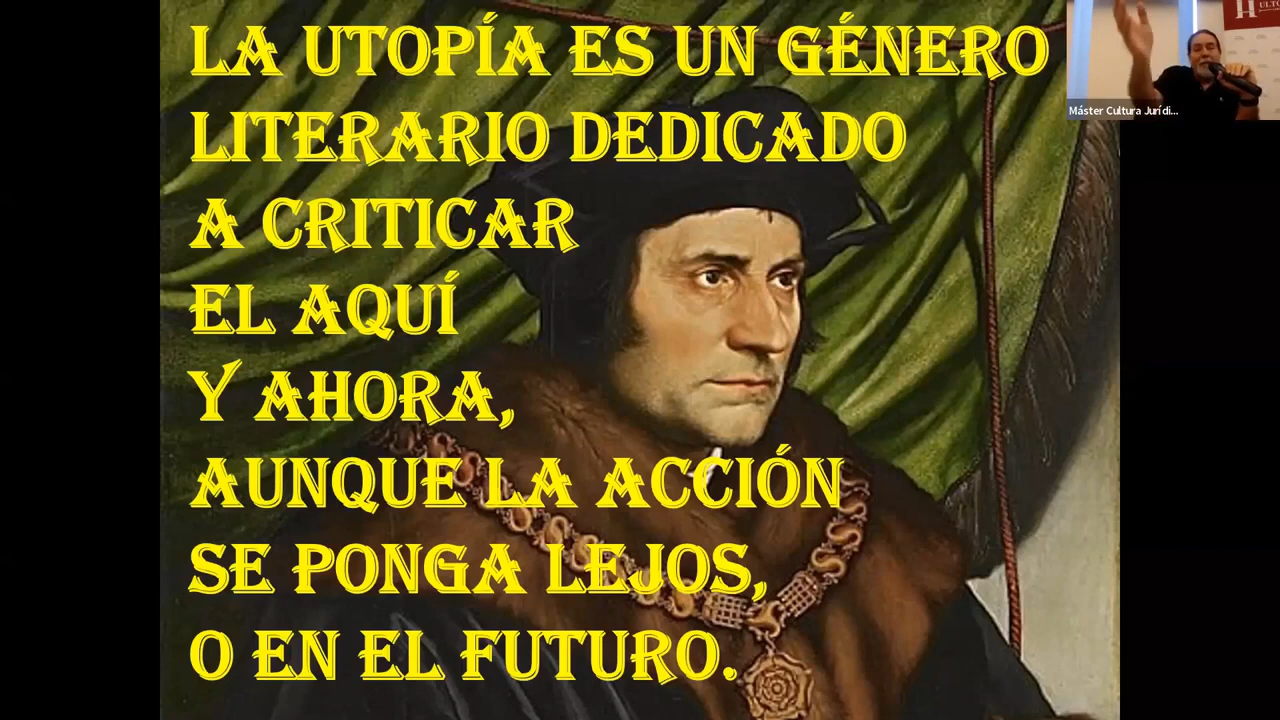 LA UTOPÍA ES UN GÉNERO
LITERARIO DEDICADO
A CRITICAR
EL AQUÍ
Y AHORA,
AUNQUE LA ACCIÓN
SE PONGA LEJOS,
O EN EL FUTURO.
Máster Cultura Jurídi...